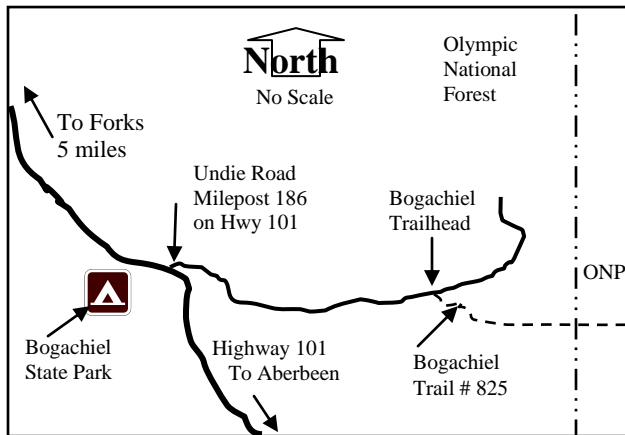 North
No Scale
Olympic
National
Forest
To Forks
5 miles
Undie Road
Milepost 186
on Hwy 101
Bogachiel
Trailhead
ONP
Bogachiel
State Park
Highway 101
To Aberbeen
Bogachiel
Trail # 825